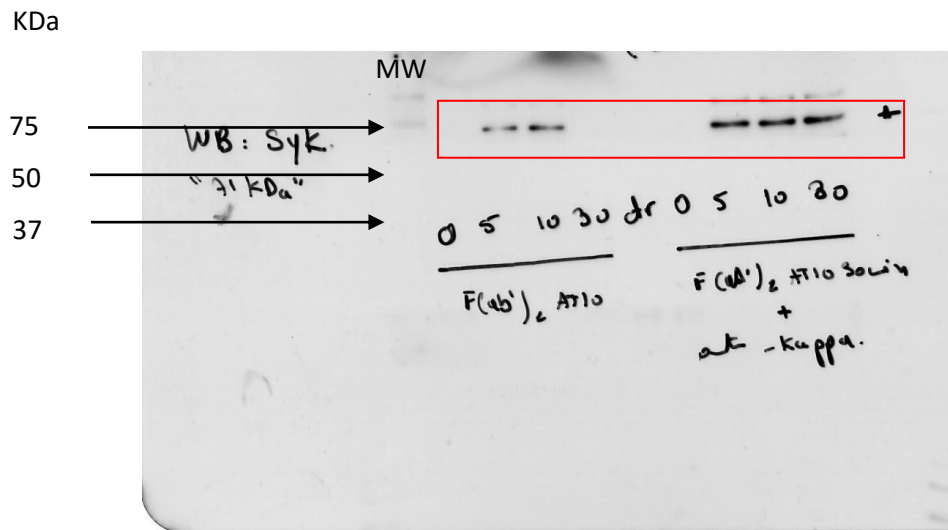 KDa
MW
75
WB: Syk.
50
"71 kDa"
37
0 5 10 30 dr 0 5 10 30
F(ab')₂ AT10
F(ab')₂ AT10 30min
+
-Kappa.